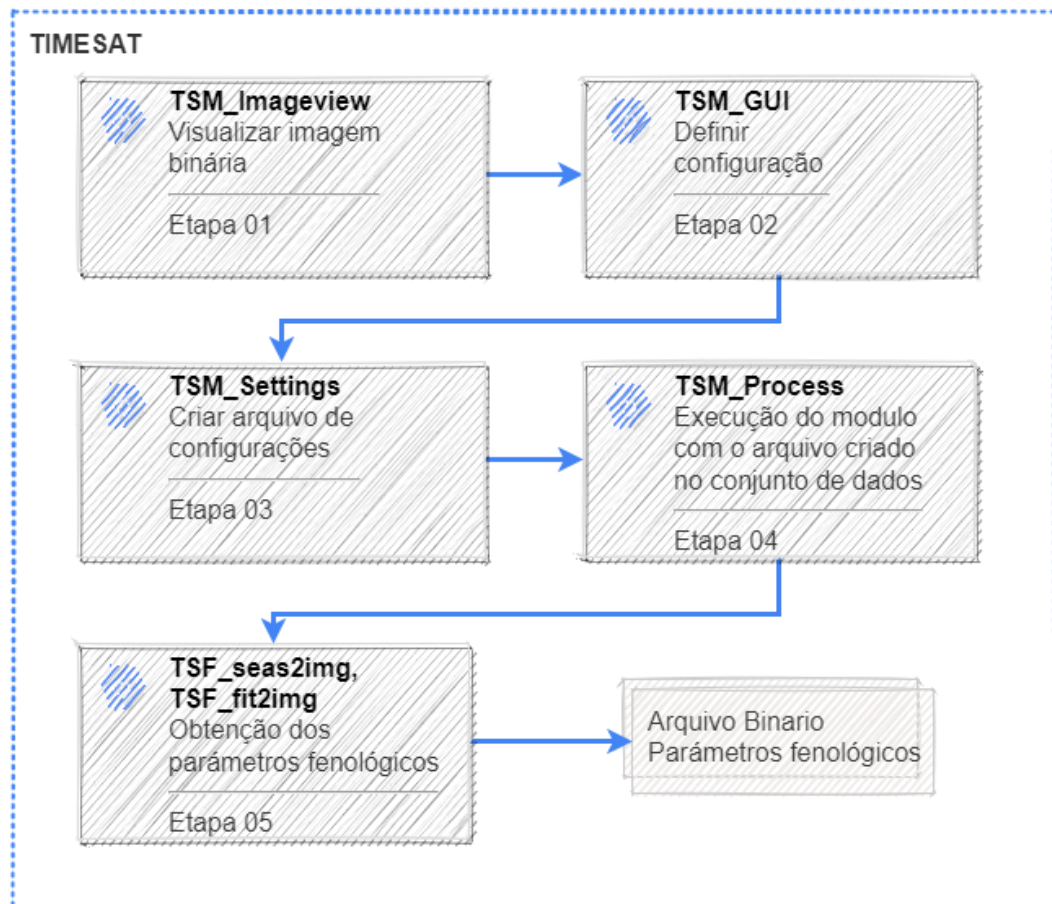 TIMESAT
TSM_Imageview
Visualizar imagem
binária
Etapa 01
TSM_GUI
Definir
configuração
Etapa 02
TSM_Settings
Criar arquivo de
configurações
Etapa 03
TSM_Process
Execução do modulo
com o arquivo criado
no conjunto de dados
Etapa 04
TSF_seas2img,
TSF_fit2img
Obtenção dos
parámetros fenológicos
Etapa 05
Arquivo Binario
Parámetros fenológicos